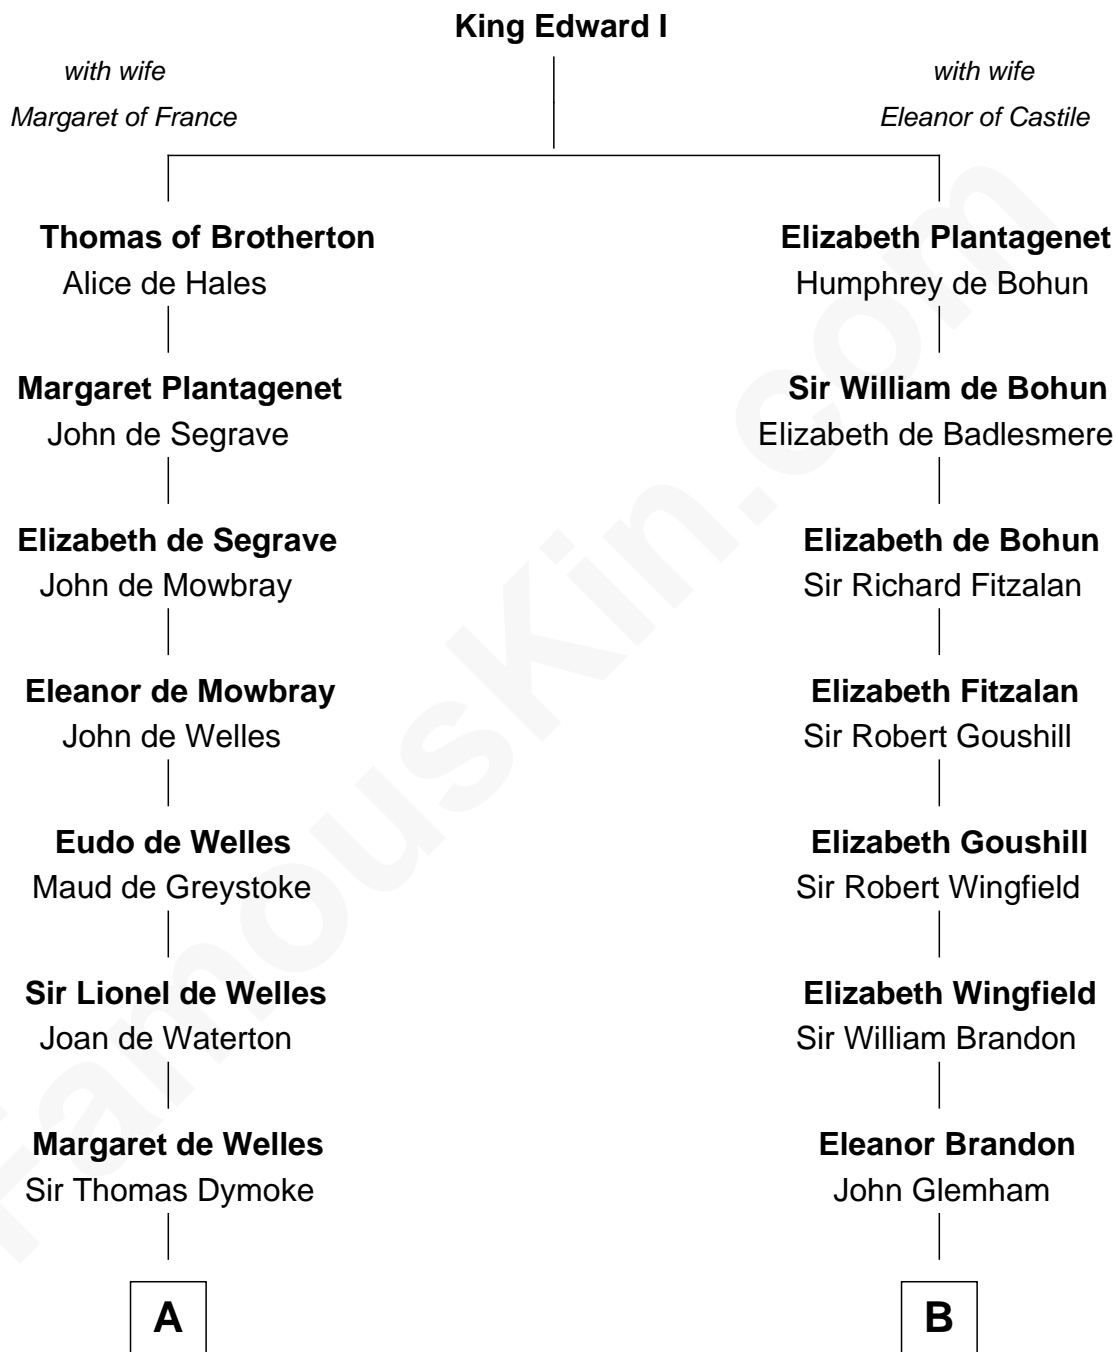 King Edward I
with wife
Margaret of France
with wife
Eleanor of Castile
Thomas of Brotherton
Alice de Hales
Elizabeth Plantagenet
Humphrey de Bohun
Margaret Plantagenet
John de Segrave
Sir William de Bohun
Elizabeth de Badlesmere
Elizabeth de Segrave
John de Mowbray
Elizabeth de Bohun
Sir Richard Fitzalan
Eleanor de Mowbray
John de Welles
Elizabeth Fitzalan
Sir Robert Goushill
Eudo de Welles
Maud de Greystoke
Elizabeth Goushill
Sir Robert Wingfield
Sir Lionel de Welles
Joan de Waterton
Elizabeth Wingfield
Sir William Brandon
Margaret de Welles
Sir Thomas Dymoke
Eleanor Brandon
John Glemham
A
B
FamousKin.com